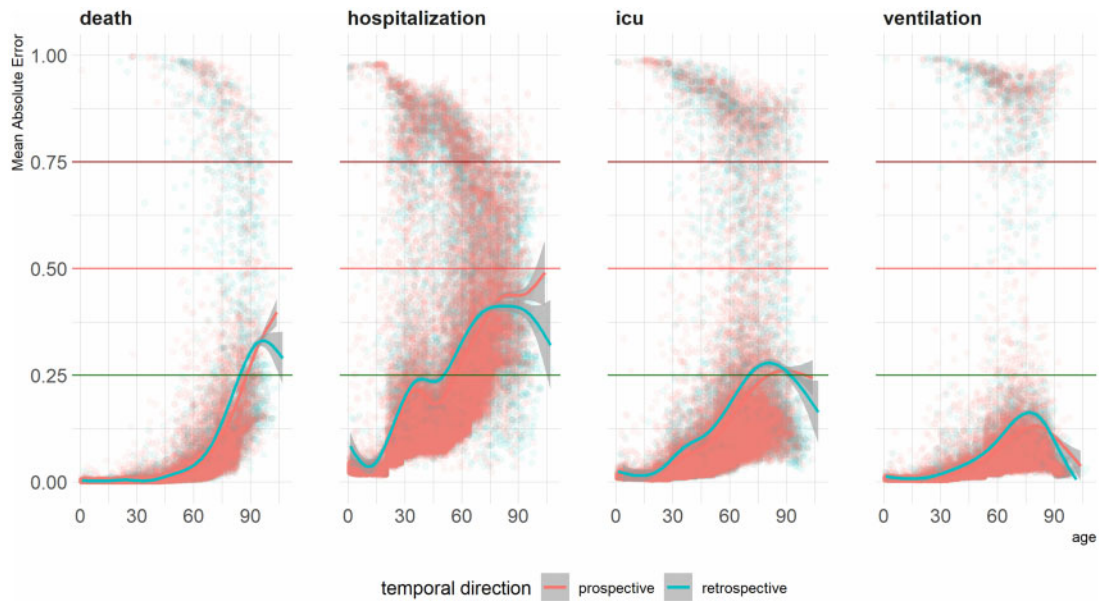 death hospitalization icu ventilation
Mean Absolute Error
1.00
0.75
0.50
0.25
0.00
0 30 60 90 0 30 60 90 0 30 60 90 0 30 60 90
age
temporal direction prospective retrospective